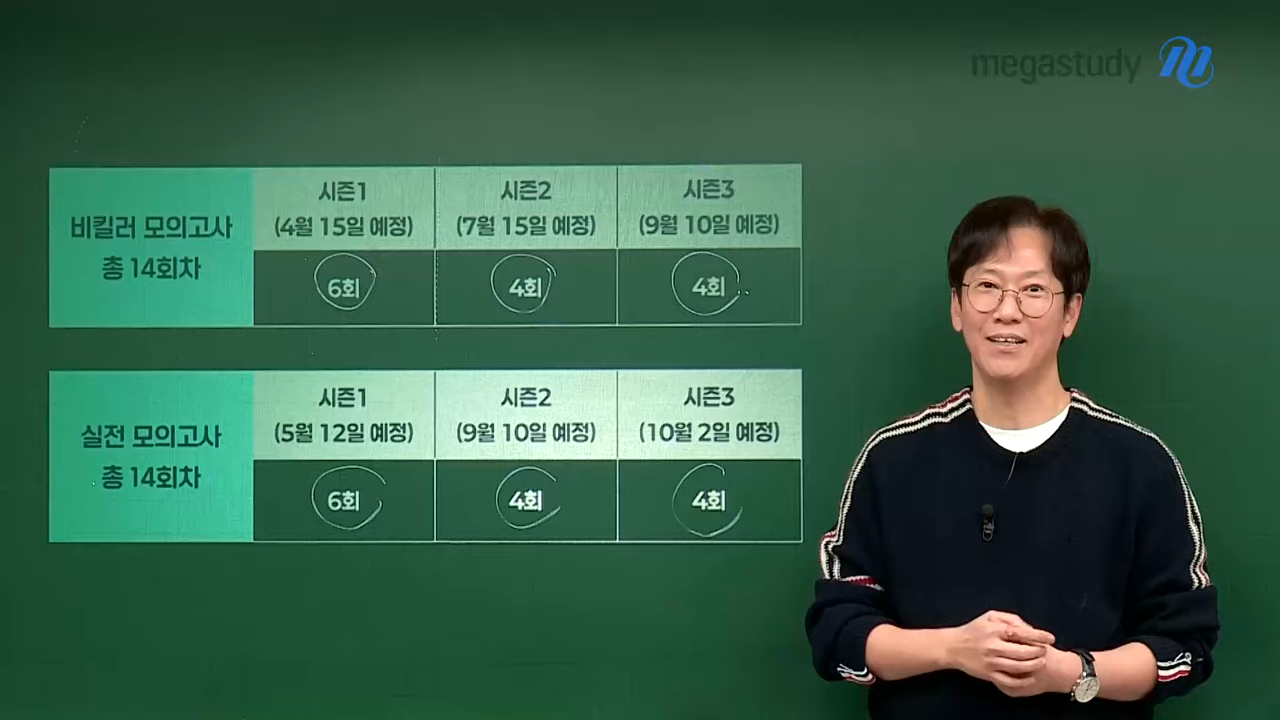 megastudy
비킬러 모의고사
총 14회차
시즌1
(4월 15일 예정)
시즌2
(7월 15일 예정)
시즌3
(9월 10일 예정)
6회
4회
4회
실전 모의고사
총 14회차
시즌1
(5월 12일 예정)
시즌2
(9월 10일 예정)
시즌3
(10월 2일 예정)
6회
4회
4회